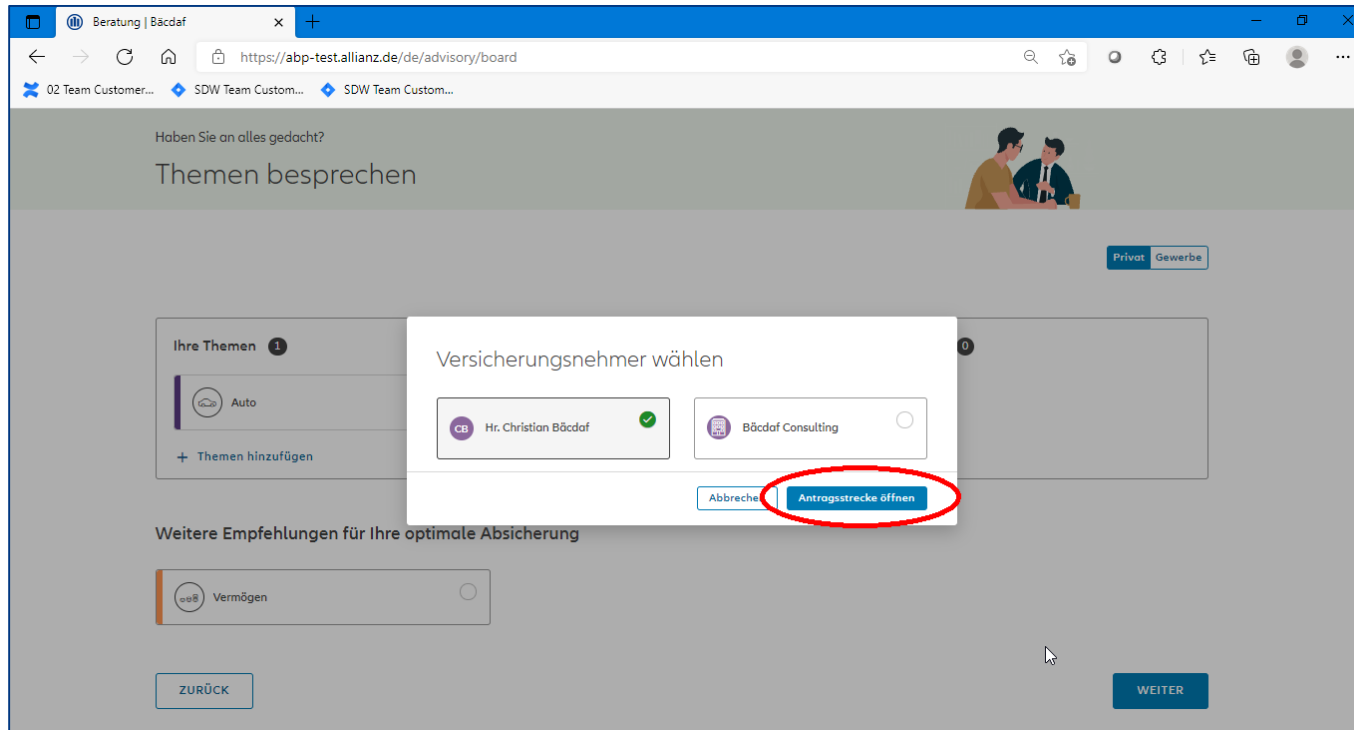 Beratung | Bäcdaf
https://abp-test.allianz.de/de/advisory/board
02 Team Customer... SDW Team Custom... SDW Team Custom...
Haben Sie an alles gedacht?
Themen besprechen
Privat Gewerbe
Ihre Themen 1
0
Auto
+ Themen hinzufügen
Versicherungsnehmer wählen
CB Hr. Christian Bäcdaf
Bäcdaf Consulting
Abbreche
Antragsstrecke öffnen
Weitere Empfehlungen für Ihre optimale Absicherung
Vermögen
ZURÜCK
WEITER